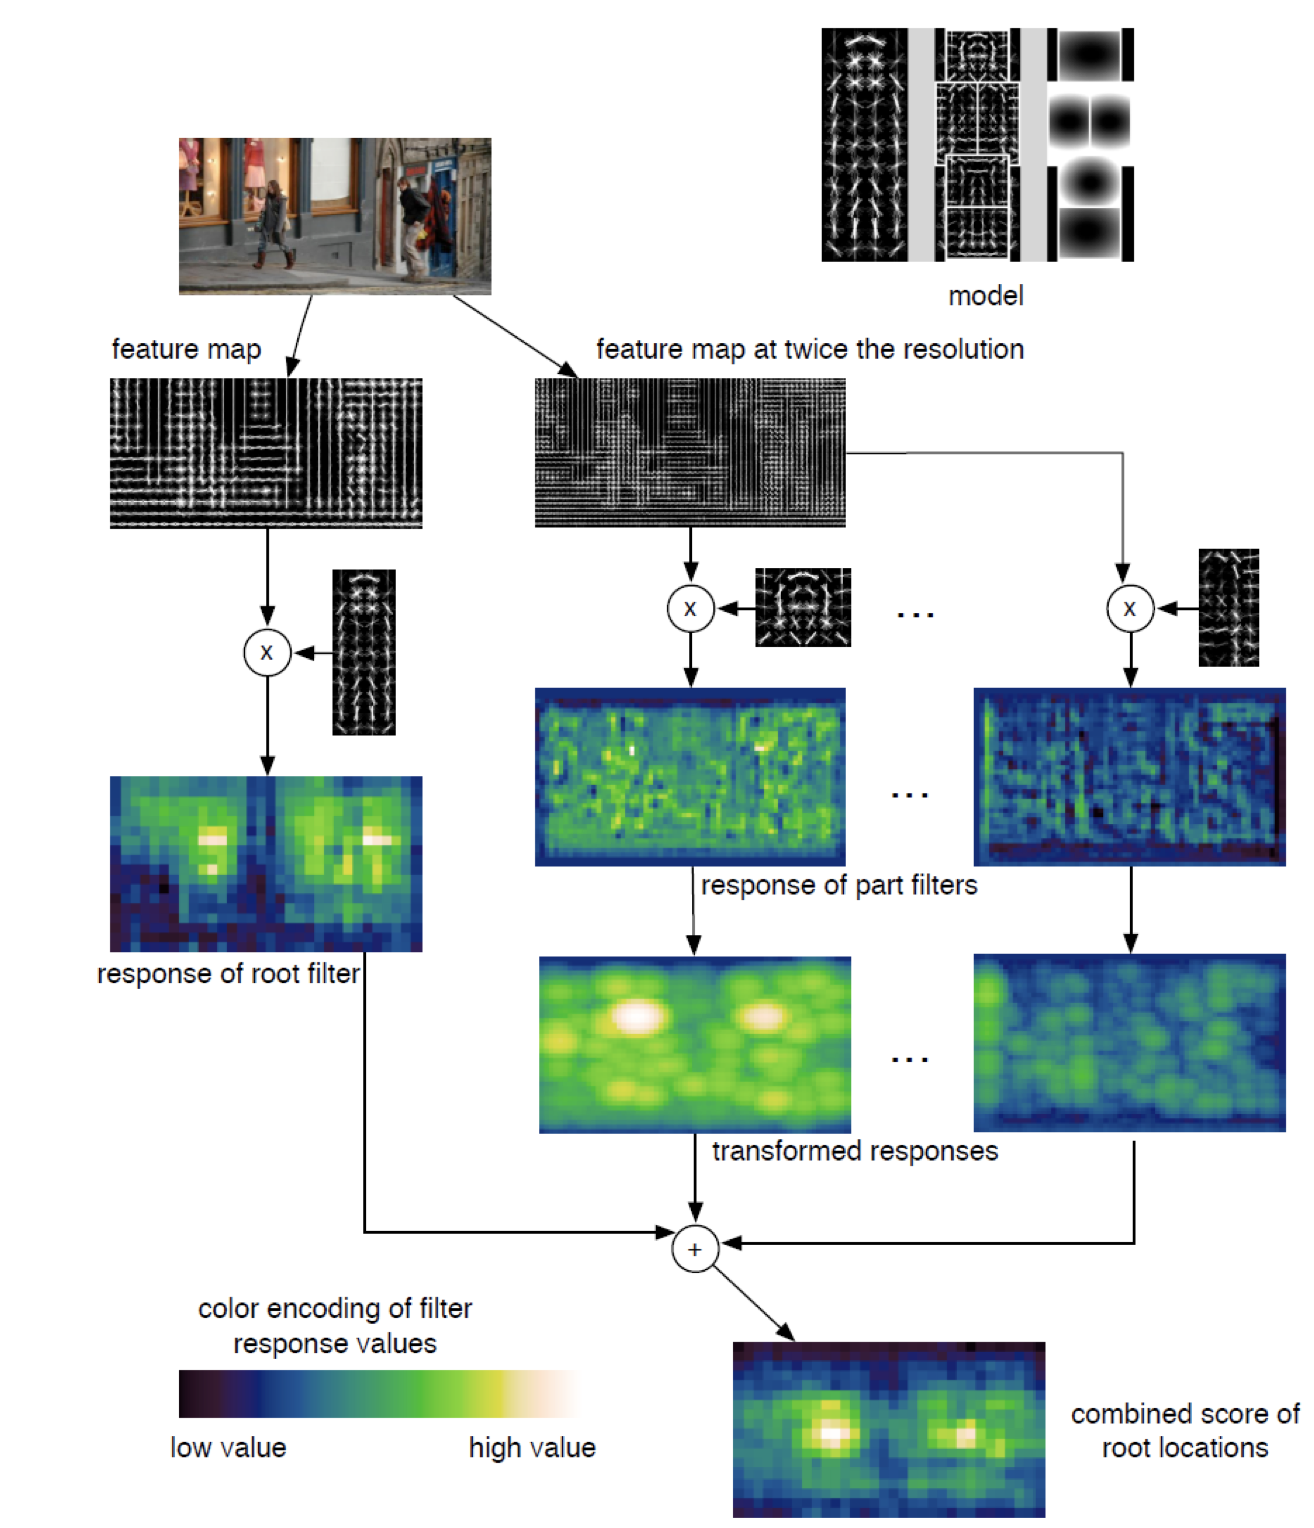 model
feature map
feature map at twice the resolution
x
x
...
x
...
response of part filters
response of root filter
...
transformed responses
+
color encoding of filter
response values
low value
high value
combined score of
root locations